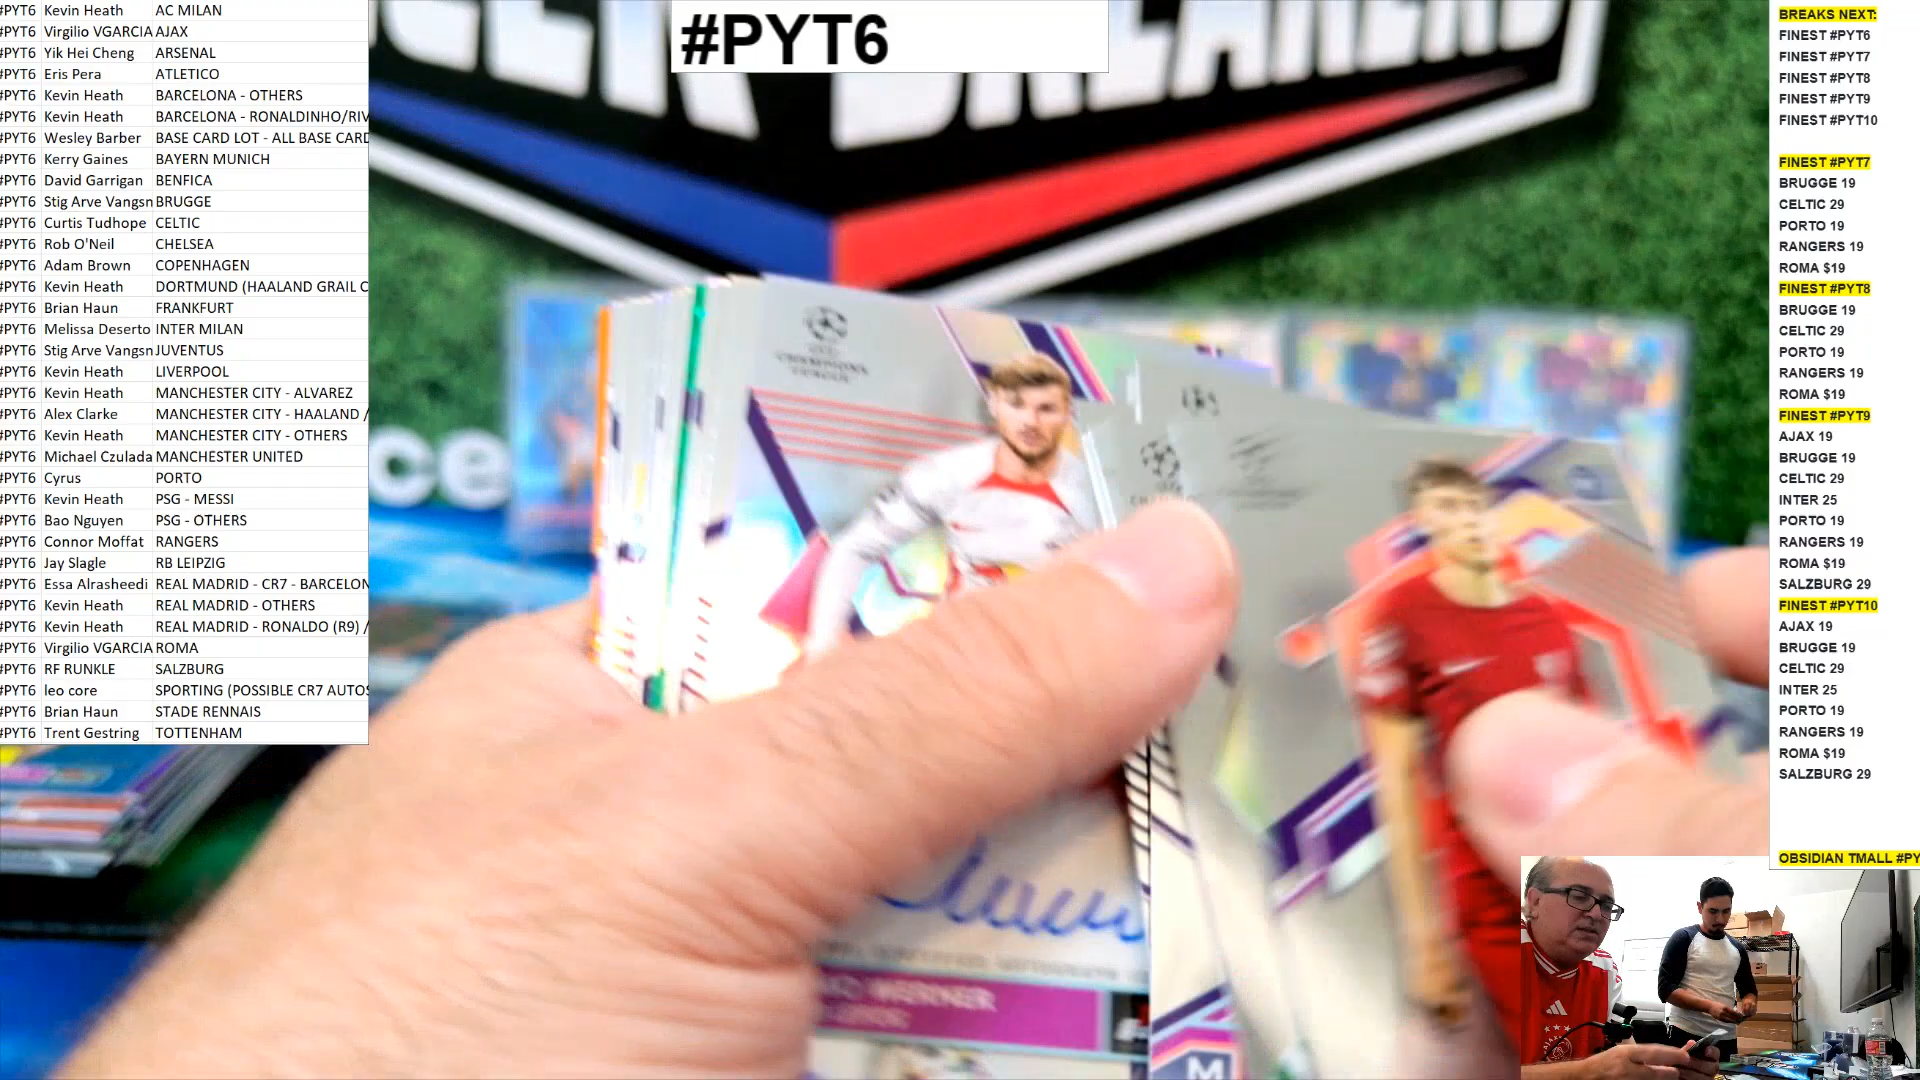 #PYT6 Kevin Heath AC MILAN
#PYT6 Virgilio VGARCIA AJAX
#PYT6 Yik Hei Cheng ARSENAL
#PYT6 Eris Pera ATLETICO
#PYT6 Kevin Heath BARCELONA - OTHERS
#PYT6 Kevin Heath BARCELONA - RONALDINHO/RIV
#PYT6 Wesley Barber BASE CARD LOT - ALL BASE CARD
#PYT6 Kerry Gaines BAYERN MUNICH
#PYT6 David Garrigan BENFICA
#PYT6 Stig Arve Vangsn BRUGGE
#PYT6 Curtis Tudhope CELTIC
#PYT6 Rob O'Neil CHELSEA
#PYT6 Adam Brown COPENHAGEN
#PYT6 Kevin Heath DORTMUND (HAALAND GRAIL C
#PYT6 Brian Haun FRANKFURT
#PYT6 Melissa Deserto INTER MILAN
#PYT6 Stig Arve Vangsn JUVENTUS
#PYT6 Kevin Heath LIVERPOOL
#PYT6 Kevin Heath MANCHESTER CITY - ALVAREZ
#PYT6 Alex Clarke MANCHESTER CITY - HAALAND /
#PYT6 Kevin Heath MANCHESTER CITY - OTHERS
#PYT6 Michael Czulada MANCHESTER UNITED
#PYT6 Cyrus PORTO
#PYT6 Kevin Heath PSG - MESSI
#PYT6 Bao Nguyen PSG - OTHERS
#PYT6 Connor Moffat RANGERS
#PYT6 Jay Slagle RB LEIPZIG
#PYT6 Essa Alrasheedi REAL MADRID - CR7 - BARCELON
#PYT6 Kevin Heath REAL MADRID - OTHERS
#PYT6 Kevin Heath REAL MADRID - RONALDO (R9) /
#PYT6 Virgilio VGARCIA ROMA
#PYT6 RF RUNKLE SALZBURG
#PYT6 leo core SPORTING (POSSIBLE CR7 AUTOS
#PYT6 Brian Haun STADE RENNAIS
#PYT6 Trent Gestring TOTTENHAM
#PYT6
CHAMPIONS
LEAGUE
WERNER
M
BREAKS NEXT:
FINEST #PYT6
FINEST #PYT7
FINEST #PYT8
FINEST #PYT9
FINEST #PYT10
FINEST #PYT7
BRUGGE 19
CELTIC 29
PORTO 19
RANGERS 19
ROMA $19
FINEST #PYT8
BRUGGE 19
CELTIC 29
PORTO 19
RANGERS 19
ROMA $19
FINEST #PYT9
AJAX 19
BRUGGE 19
CELTIC 29
INTER 25
PORTO 19
RANGERS 19
ROMA $19
SALZBURG 29
FINEST #PYT10
AJAX 19
BRUGGE 19
CELTIC 29
INTER 25
PORTO 19
RANGERS 19
ROMA $19
SALZBURG 29
OBSIDIAN TMALL #PY